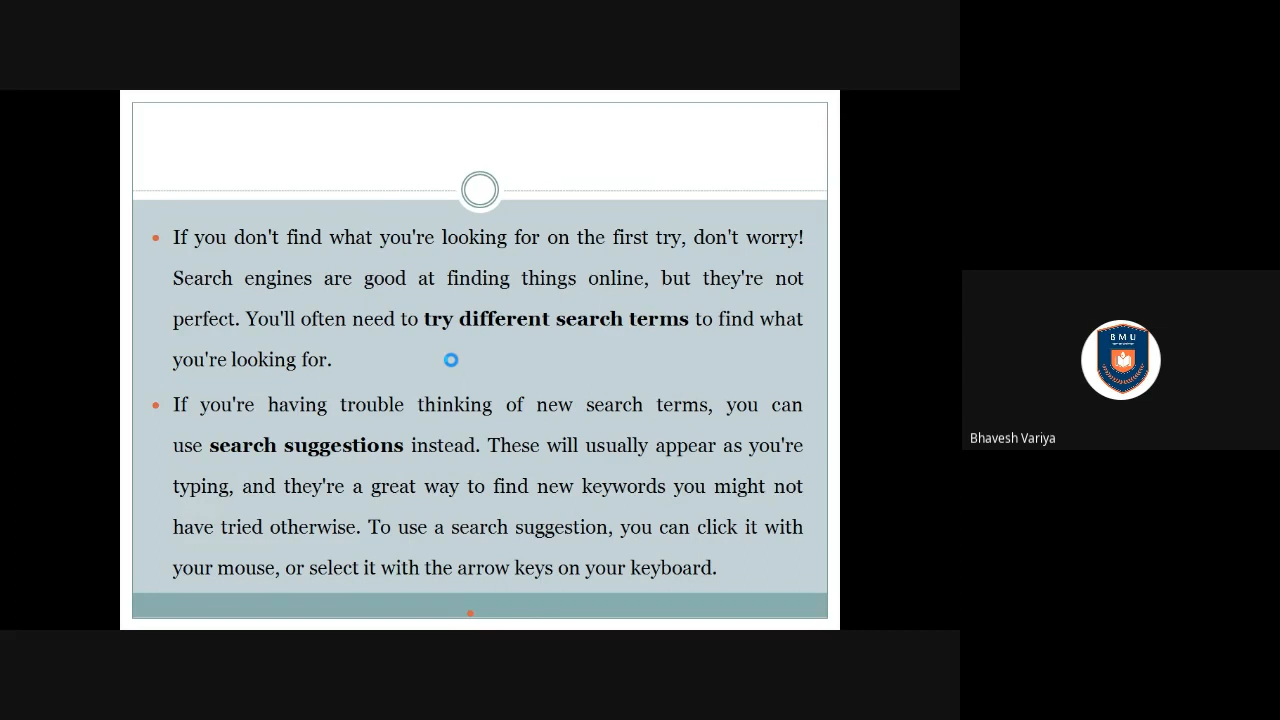 If you don't find what you're looking for on the first try, don't worry!
Search engines are good at finding things online, but they're not
perfect. You'll often need to try different search terms to find what
you're looking for.
If you're having trouble thinking of new search terms, you can
use search suggestions instead. These will usually appear as you're
typing, and they're a great way to find new keywords you might not
have tried otherwise. To use a search suggestion, you can click it with
your mouse, or select it with the arrow keys on your keyboard.
BMU
Bhavesh Variya